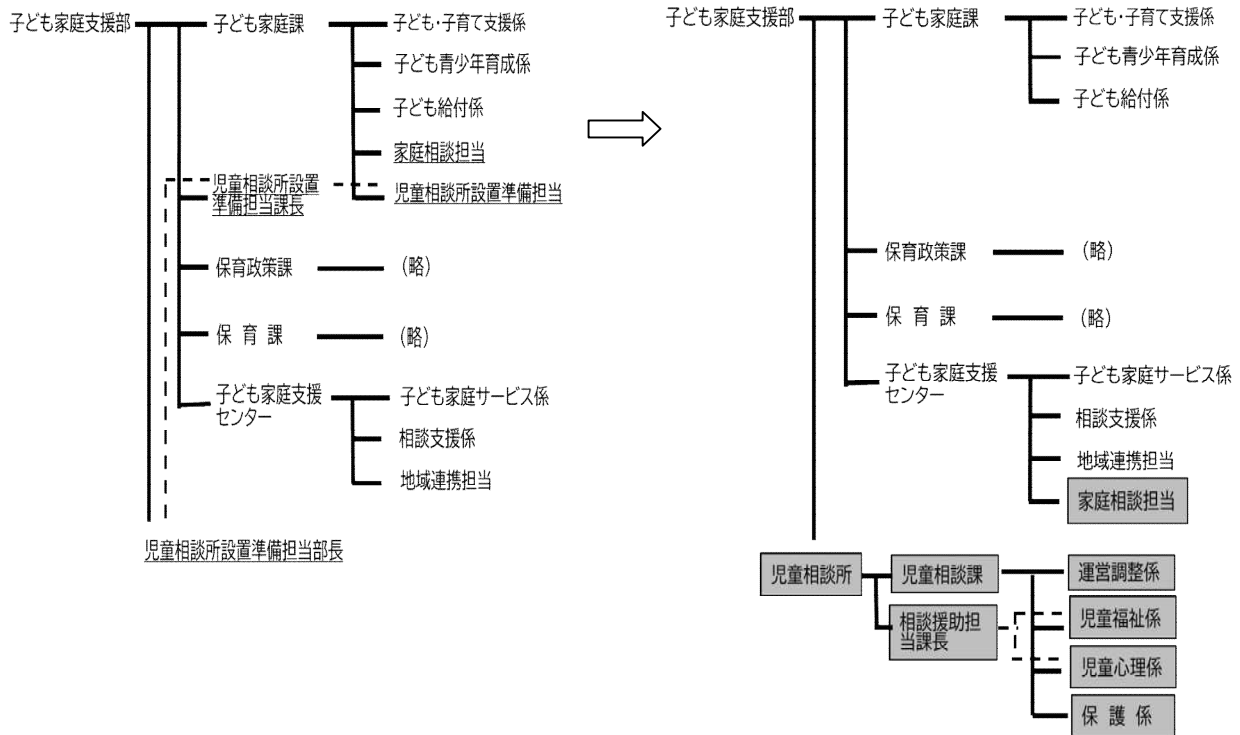 子ども家庭支援部
子ども家庭課
子ども・子育て支援係
子ども青少年育成係
子ども給付係
家庭相談担当
児童相談所設置
準備担当課長
児童相談所設置準備担当
保育政策課
(略)
保 育 課
(略)
子ども家庭支援
センター
子ども家庭サービス係
相談支援係
地域連携担当
児童相談所設置準備担当部長
子ども家庭支援部
子ども家庭課
子ども・子育て支援係
子ども青少年育成係
子ども給付係
保育政策課
(略)
保 育 課
(略)
子ども家庭支援
センター
子ども家庭サービス係
相談支援係
地域連携担当
家庭相談担当
児童相談所
児童相談課
運営調整係
相談援助担
当課長
児童福祉係
児童心理係
保 護 係